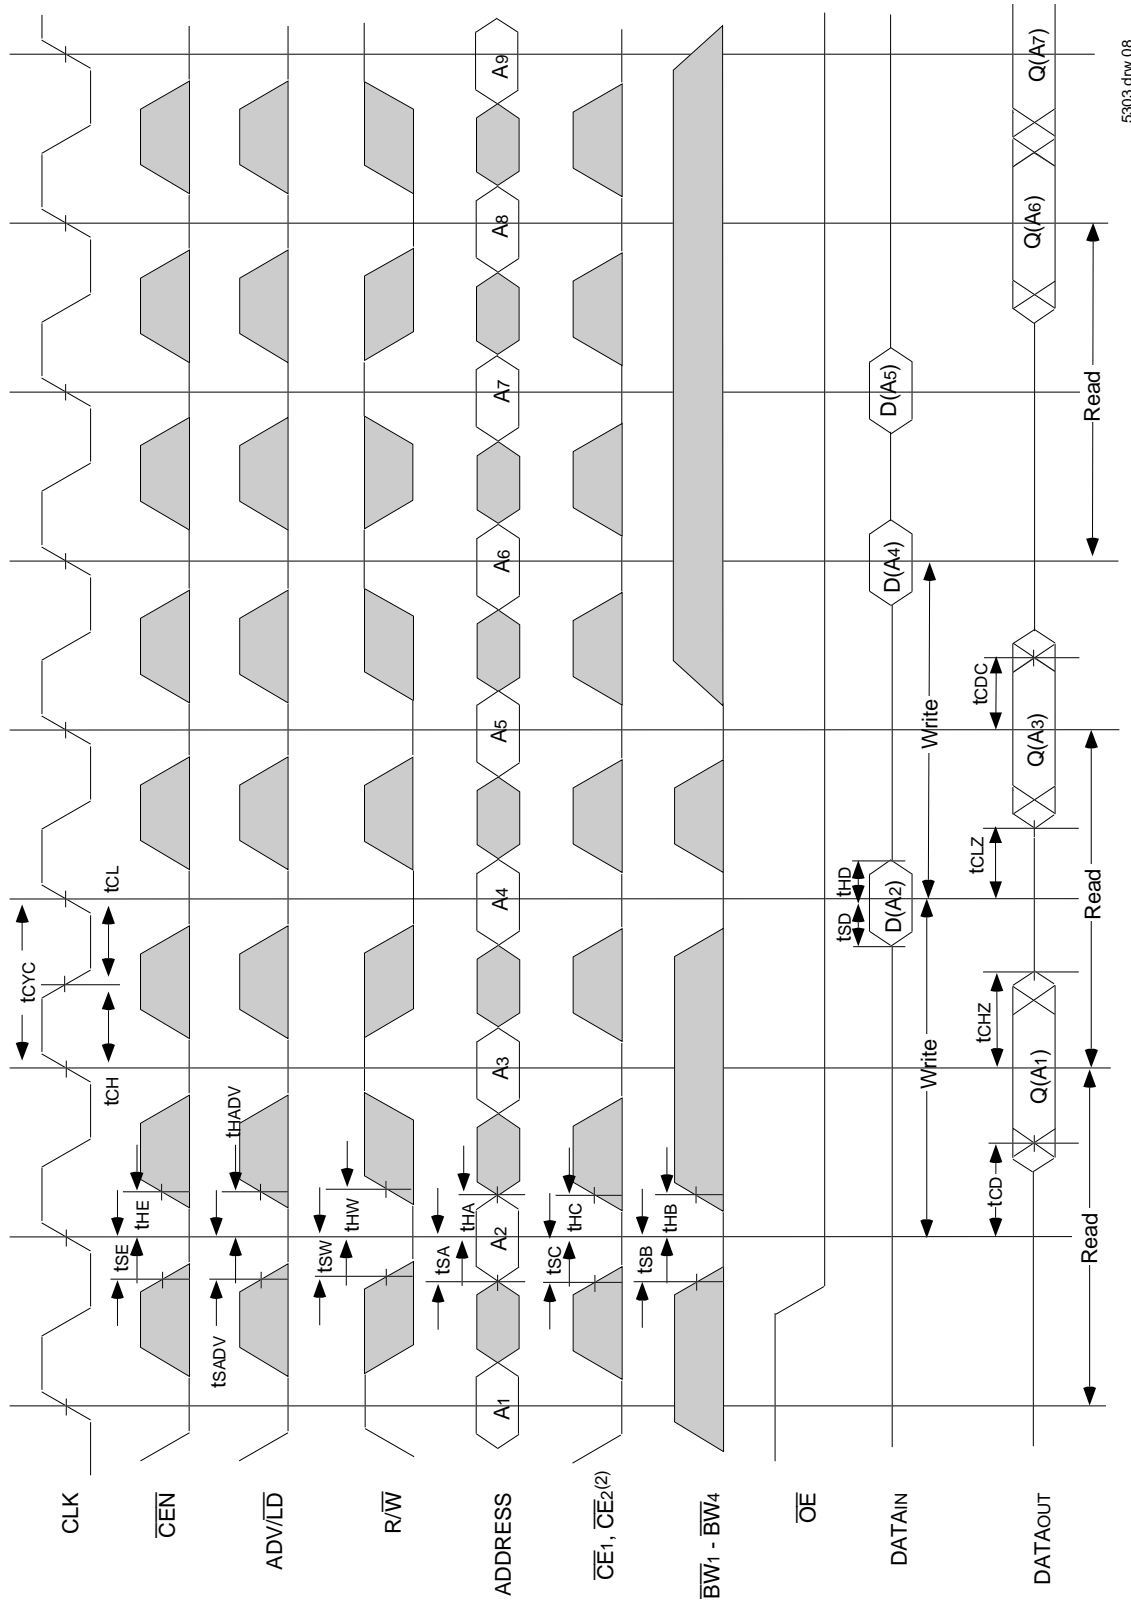 CLK
tCYC
tCH
tCL
CEN
tSE
tHE
ADV/LD
tSADV
tHADV
R/W
tSW
tHW
ADDRESS
A1
A2
A3
A4
A5
A6
A7
A8
A9
tSA
tHA
CE1, CE2(2)
tSC
tHC
BW1 - BW4
tSB
tHB
OE
DATAIN
D(A2)
D(A4)
D(A5)
tSD
tHD
Write
Write
DATAOUT
tCD
tCHZ
tCLZ
tCDC
Q(A1)
Q(A3)
Q(A6)
Q(A7)
Read
Read
Read
5303 drw 08